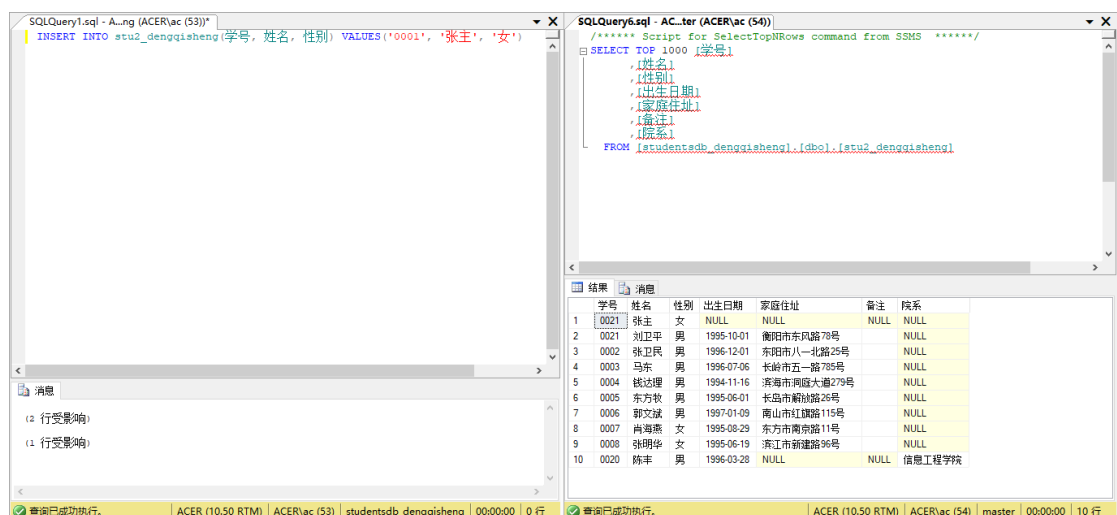 SQLQuery1.sql - A...ng (ACER\ac (53))*
INSERT INTO stu2_dengqisheng(学号, 姓名, 性别) VALUES('0001', '张主', '女')
消息
(2 行受影响)
(1 行受影响)
查询已成功执行。 ACER (10.50 RTM) ACER\ac (53) studentsdb_dengqisheng 00:00:00 0 行
SQLQuery6.sql - AC...ter (ACER\ac (54))
/****** Script for SelectTopNRows command from SSMS ******/
SELECT TOP 1000 [学号]
,[姓名]
,[性别]
,[出生日期]
,[家庭住址]
,[备注]
,[院系]
FROM [studentsdb_dengqisheng].[dbo].[stu2_dengqisheng]
结果 消息
学号 姓名 性别 出生日期 家庭住址 备注 院系
1 0021 张主 女 NULL NULL NULL NULL
2 0021 刘卫平 男 1995-10-01 衡阳市东风路78号 NULL
3 0002 张卫民 男 1996-12-01 东阳市八一北路25号 NULL
4 0003 马东 男 1996-07-06 长岭市五一路785号 NULL
5 0004 钱达理 男 1994-11-16 滨海市洞庭大道279号 NULL
6 0005 东方牧 男 1995-06-01 长岛市解放路26号 NULL
7 0006 郭文斌 男 1997-01-09 南山市红旗路115号 NULL
8 0007 肖海燕 女 1995-08-29 东方市南京路11号 NULL
9 0008 张明华 女 1995-06-19 滨江市新建路96号 NULL
10 0020 陈丰 男 1996-03-28 NULL NULL 信息工程学院
查询已成功执行。 ACER (10.50 RTM) ACER\ac (54) master 00:00:00 10 行